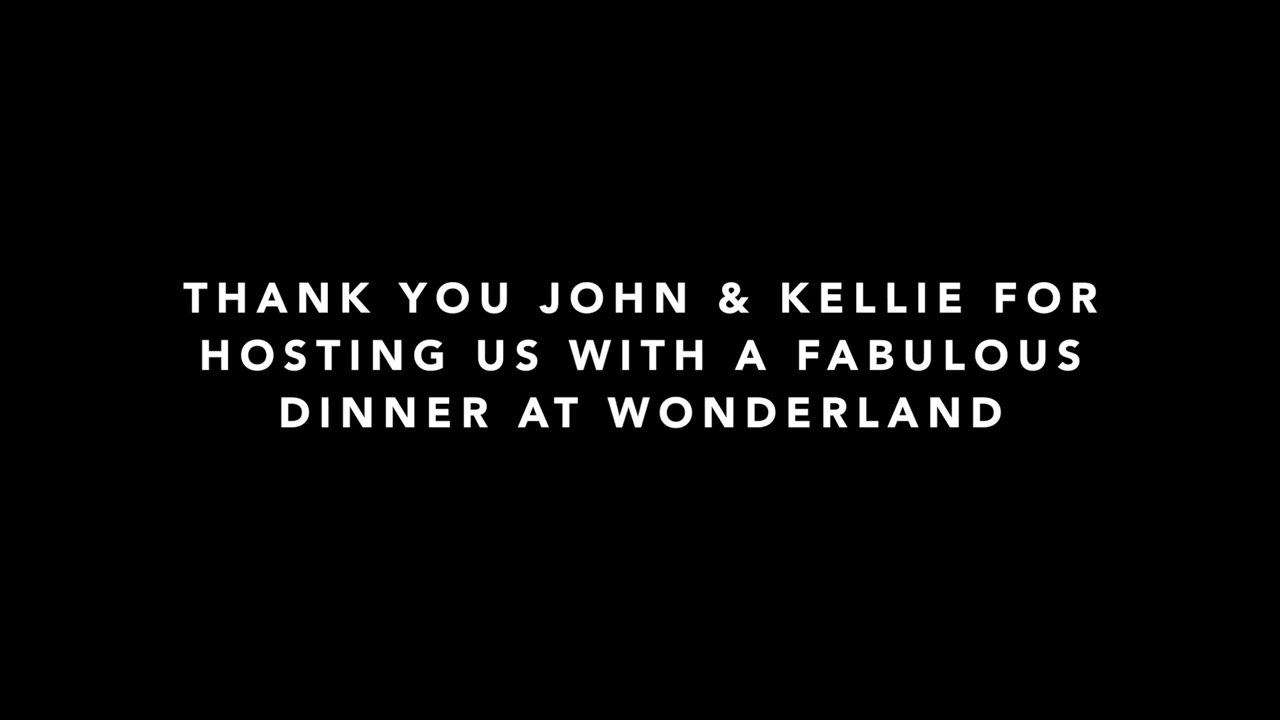 THANK YOU JOHN & KELLIE FOR
HOSTING US WITH A FABULOUS
DINNER AT WONDERLAND